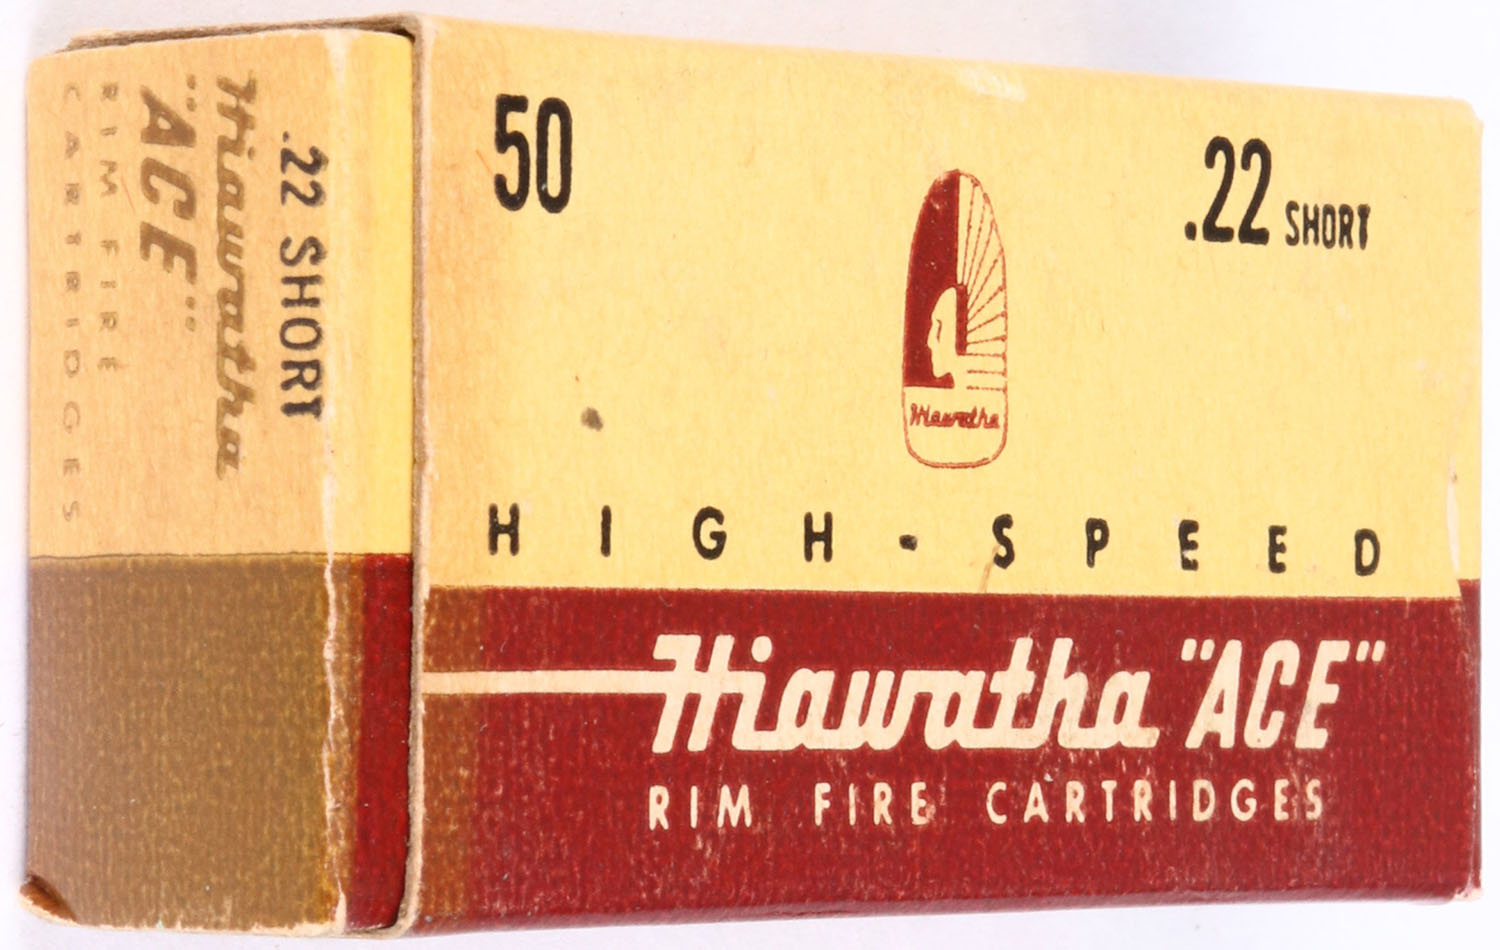 50
.22 SHORT
Hiawatha
HIGH-SPEED
Hiawatha "ACE"
RIM FIRE CARTRIDGES
.22 SHORT
Hiawatha
"ACE"
RIM FIRE
CARTRIDGES